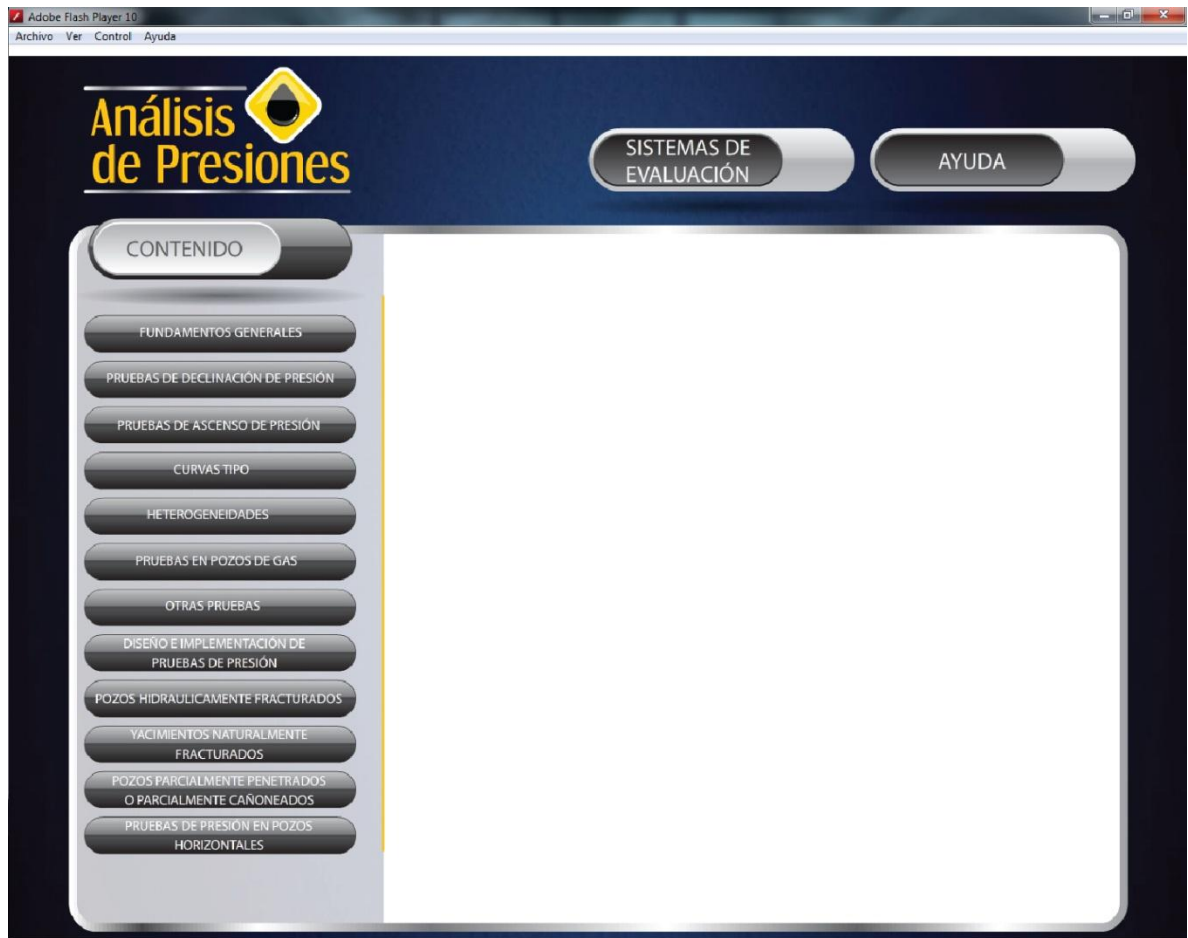 Adobe Flash Player 10
Archivo Ver Control Ayuda
Análisis
de Presiones
SISTEMAS DE
EVALUACIÓN
AYUDA
CONTENIDO
FUNDAMENTOS GENERALES
PRUEBAS DE DECLINACIÓN DE PRESIÓN
PRUEBAS DE ASCENSO DE PRESIÓN
CURVAS TIPO
HETEROGENEIDADES
PRUEBAS EN POZOS DE GAS
OTRAS PRUEBAS
DISEÑO E IMPLEMENTACIÓN DE
PRUEBAS DE PRESIÓN
POZOS HIDRAULICAMENTE FRACTURADOS
YACIMIENTOS NATURALMENTE
FRACTURADOS
POZOS PARCIALMENTE PENETRADOS
O PARCIALMENTE CAÑONEADOS
PRUEBAS DE PRESIÓN EN POZOS
HORIZONTALES